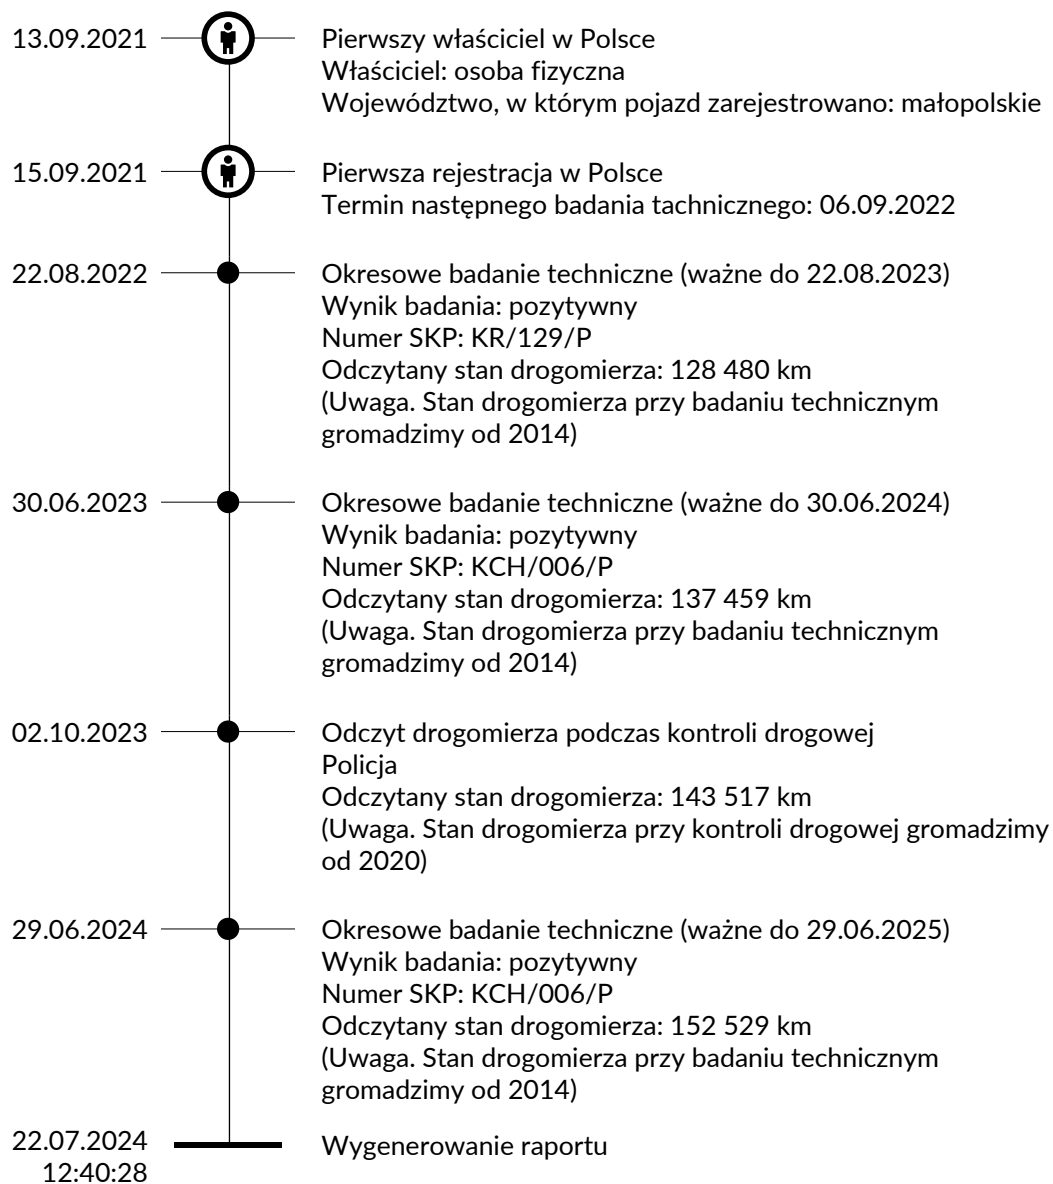 13.09.2021
Pierwszy właściciel w Polsce
Właściciel: osoba fizyczna
Województwo, w którym pojazd zarejestrowano: małopolskie
15.09.2021
Pierwsza rejestracja w Polsce
Termin następnego badania tachnicznego: 06.09.2022
22.08.2022
Okresowe badanie techniczne (ważne do 22.08.2023)
Wynik badania: pozytywny
Numer SKP: KR/129/P
Odczytany stan drogomierza: 128 480 km
(Uwaga. Stan drogomierza przy badaniu technicznym
gromadzimy od 2014)
30.06.2023
Okresowe badanie techniczne (ważne do 30.06.2024)
Wynik badania: pozytywny
Numer SKP: KCH/006/P
Odczytany stan drogomierza: 137 459 km
(Uwaga. Stan drogomierza przy badaniu technicznym
gromadzimy od 2014)
02.10.2023
Odczyt drogomierza podczas kontroli drogowej
Policja
Odczytany stan drogomierza: 143 517 km
(Uwaga. Stan drogomierza przy kontroli drogowej gromadzimy
od 2020)
29.06.2024
Okresowe badanie techniczne (ważne do 29.06.2025)
Wynik badania: pozytywny
Numer SKP: KCH/006/P
Odczytany stan drogomierza: 152 529 km
(Uwaga. Stan drogomierza przy badaniu technicznym
gromadzimy od 2014)
22.07.2024
12:40:28
Wygenerowanie raportu